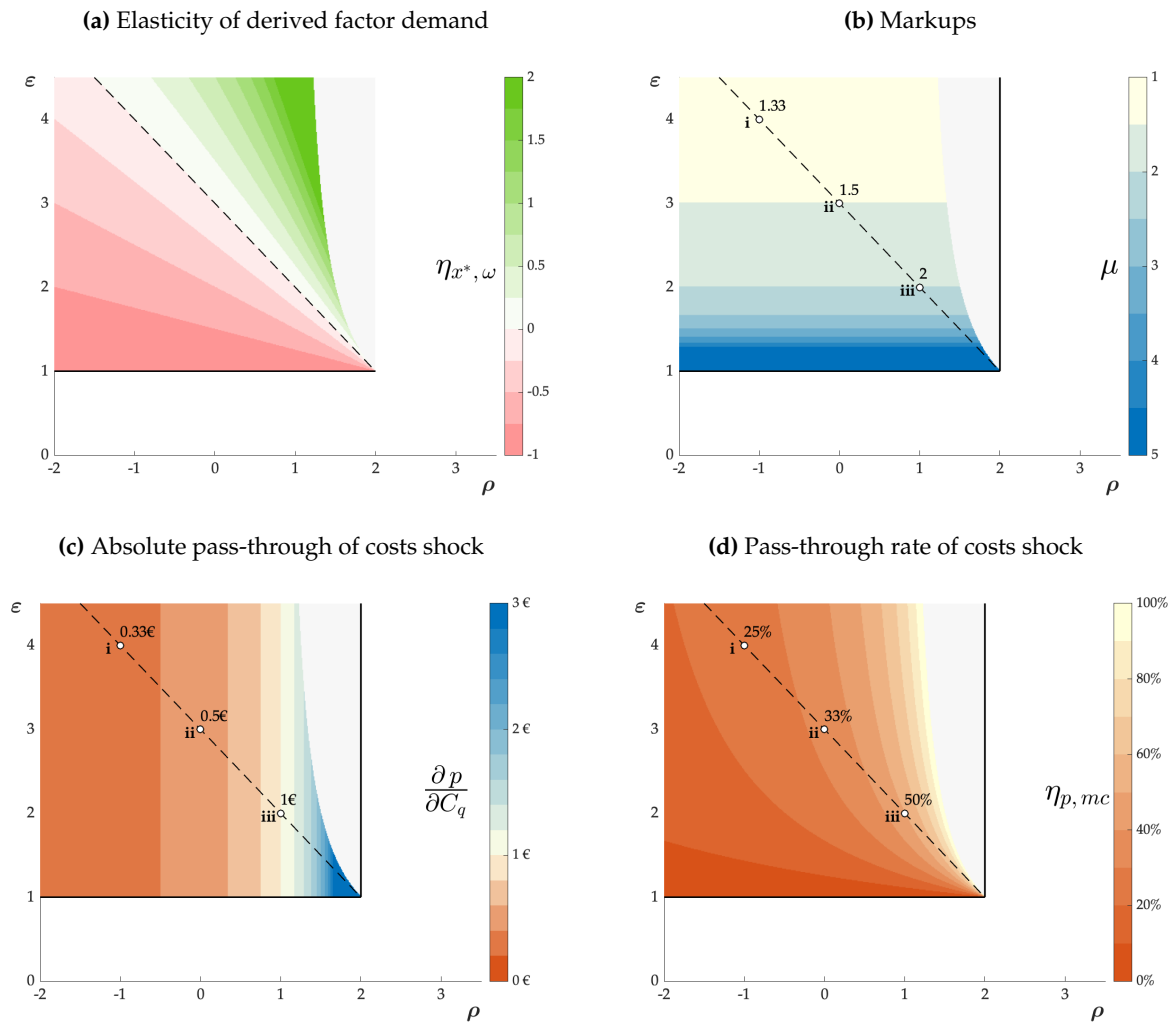 (a) Elasticity of derived factor demand
(b) Markups
ε
4
3
2
1
0
-2 -1 0 1 2 3
ρ
2
1.5
1
0.5
0
-0.5
-1
η_{x*, ω}
ε
4
3
2
1
0
-2 -1 0 1 2 3
ρ
i 1.33
ii 1.5
iii 2
1
2
3
4
5
μ
(c) Absolute pass-through of costs shock
(d) Pass-through rate of costs shock
ε
4
3
2
1
0
-2 -1 0 1 2 3
ρ
i 0.33€
ii 0.5€
iii 1€
3 €
2 €
1 €
0 €
∂ p
∂C_q
ε
4
3
2
1
0
-2 -1 0 1 2 3
ρ
i 25%
ii 33%
iii 50%
100%
80%
60%
40%
20%
0%
η_{p, mc}